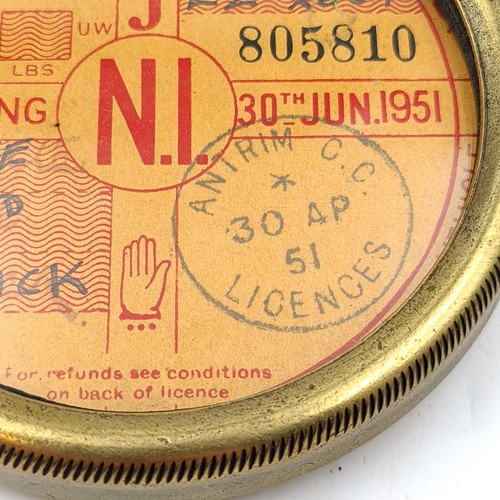 J
UW
805810
LBS.
NG
N.I.
30TH JUN. 1951
ANTRIM C.C.
*
30 AP
51
LICENCES
For refunds see conditions
on back of licence